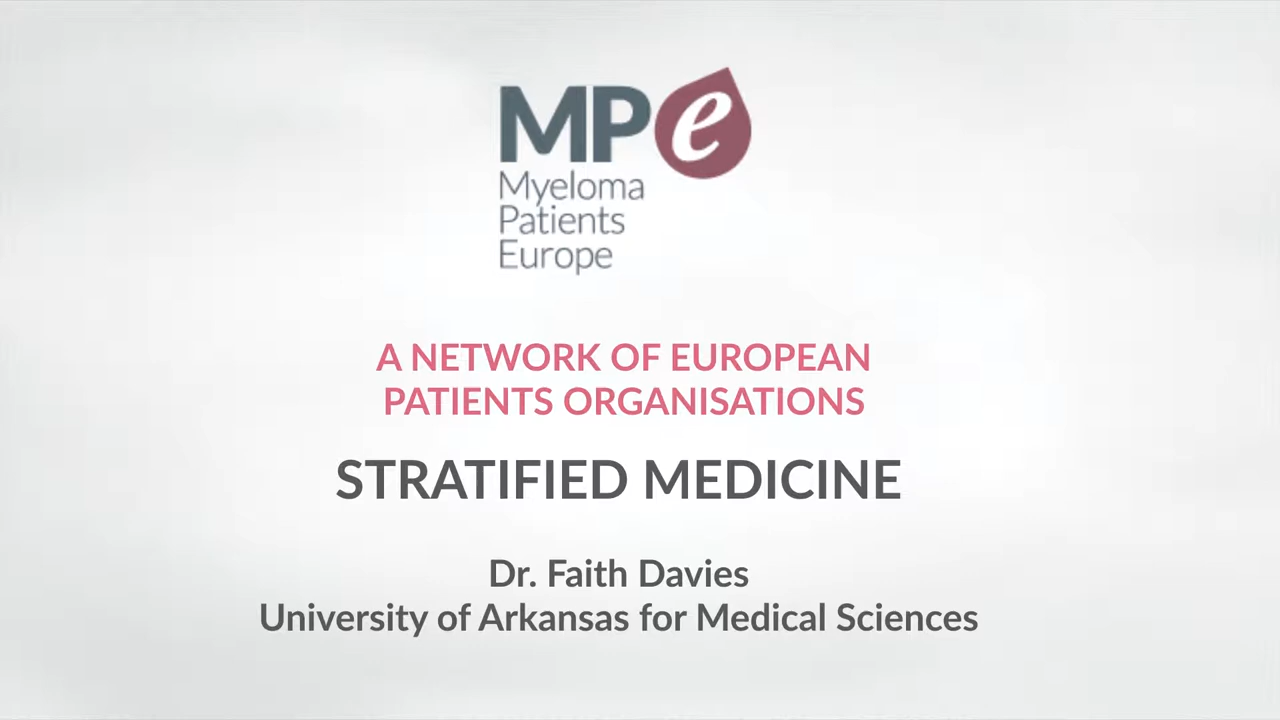 MPe
Myeloma
Patients
Europe
A NETWORK OF EUROPEAN
PATIENTS ORGANISATIONS
STRATIFIED MEDICINE
Dr. Faith Davies
University of Arkansas for Medical Sciences